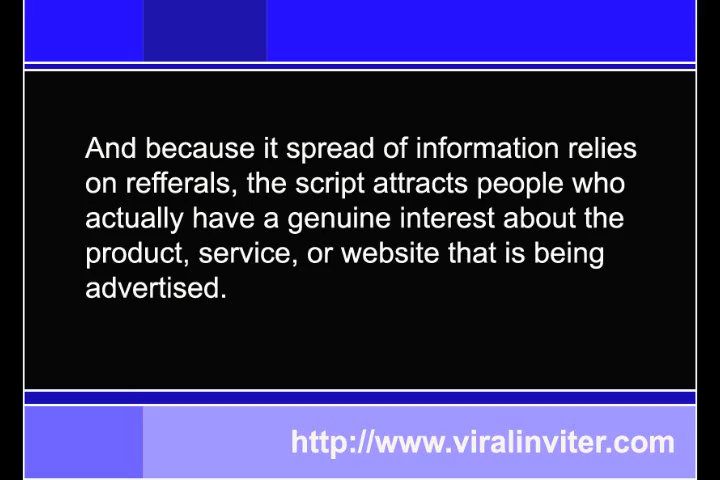 And because it spread of information relies
on refferals, the script attracts people who
actually have a genuine interest about the
product, service, or website that is being
advertised.
http://www.viralinviter.com